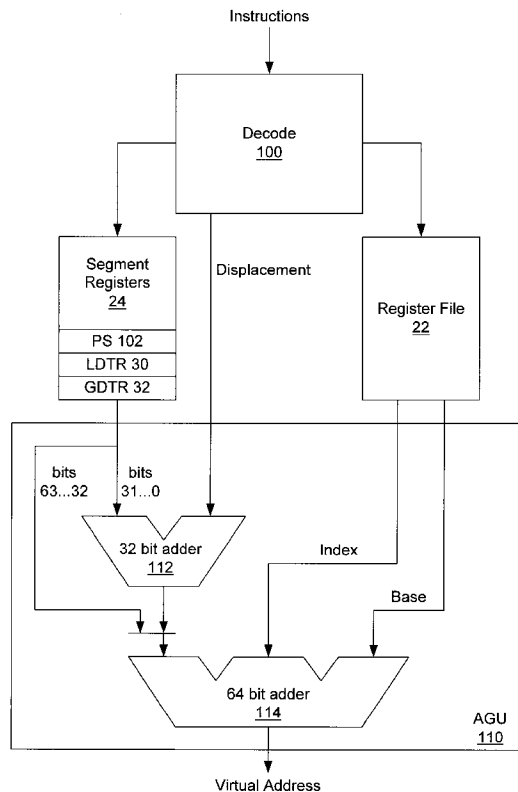 Instructions
Decode
100
Segment
Registers
24
PS 102
LDTR 30
GDTR 32
Displacement
Register File
22
bits
63...32
bits
31...0
32 bit adder
112
Index
Base
64 bit adder
114
AGU
110
Virtual Address